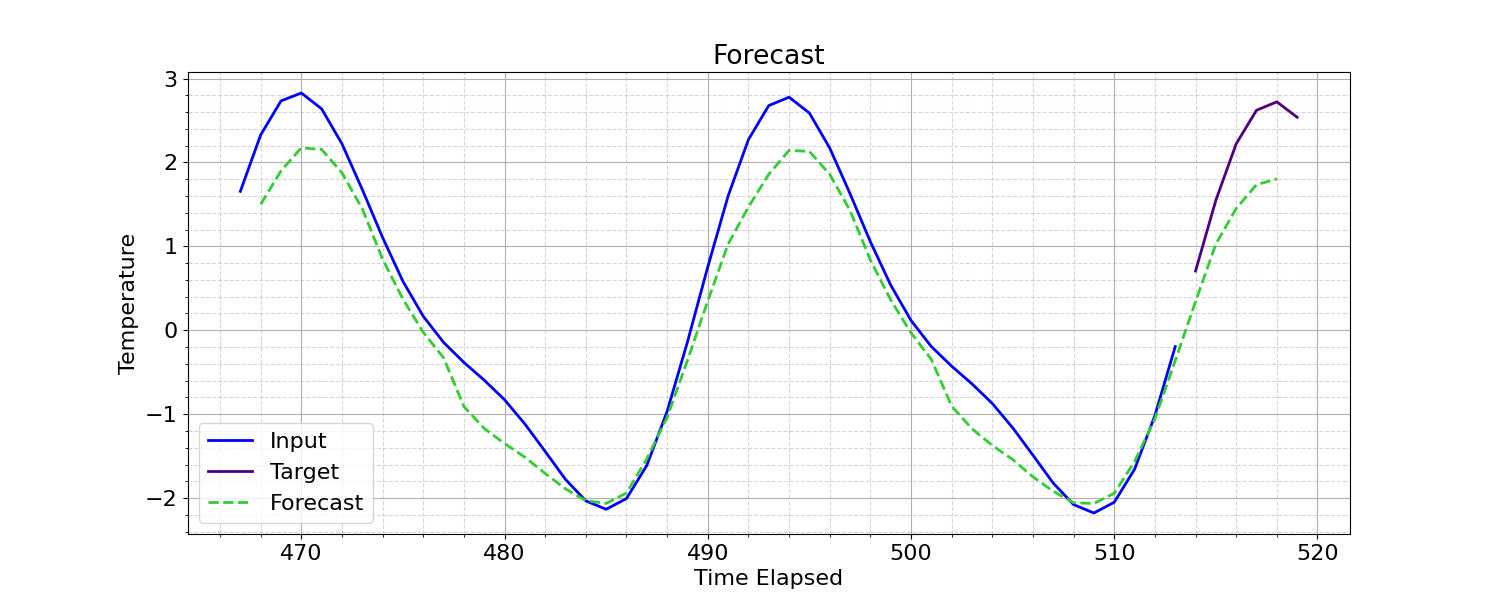 Forecast
3
2
1
0
−1
−2
Temperature
Input
Target
Forecast
470 480 490 500 510 520
Time Elapsed